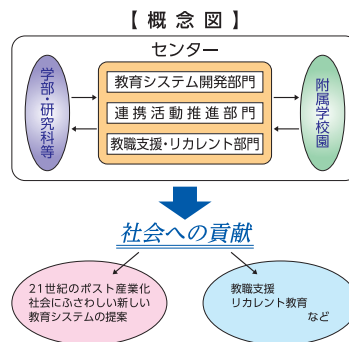 【概念図】
センター
学部・研究科等
教育システム開発部門
連携活動推進部門
教職支援・リカレント部門
附属学校園
社会への貢献
21世紀のポスト産業化
社会にふさわしい新しい
教育システムの提案
教職支援
リカレント教育
など